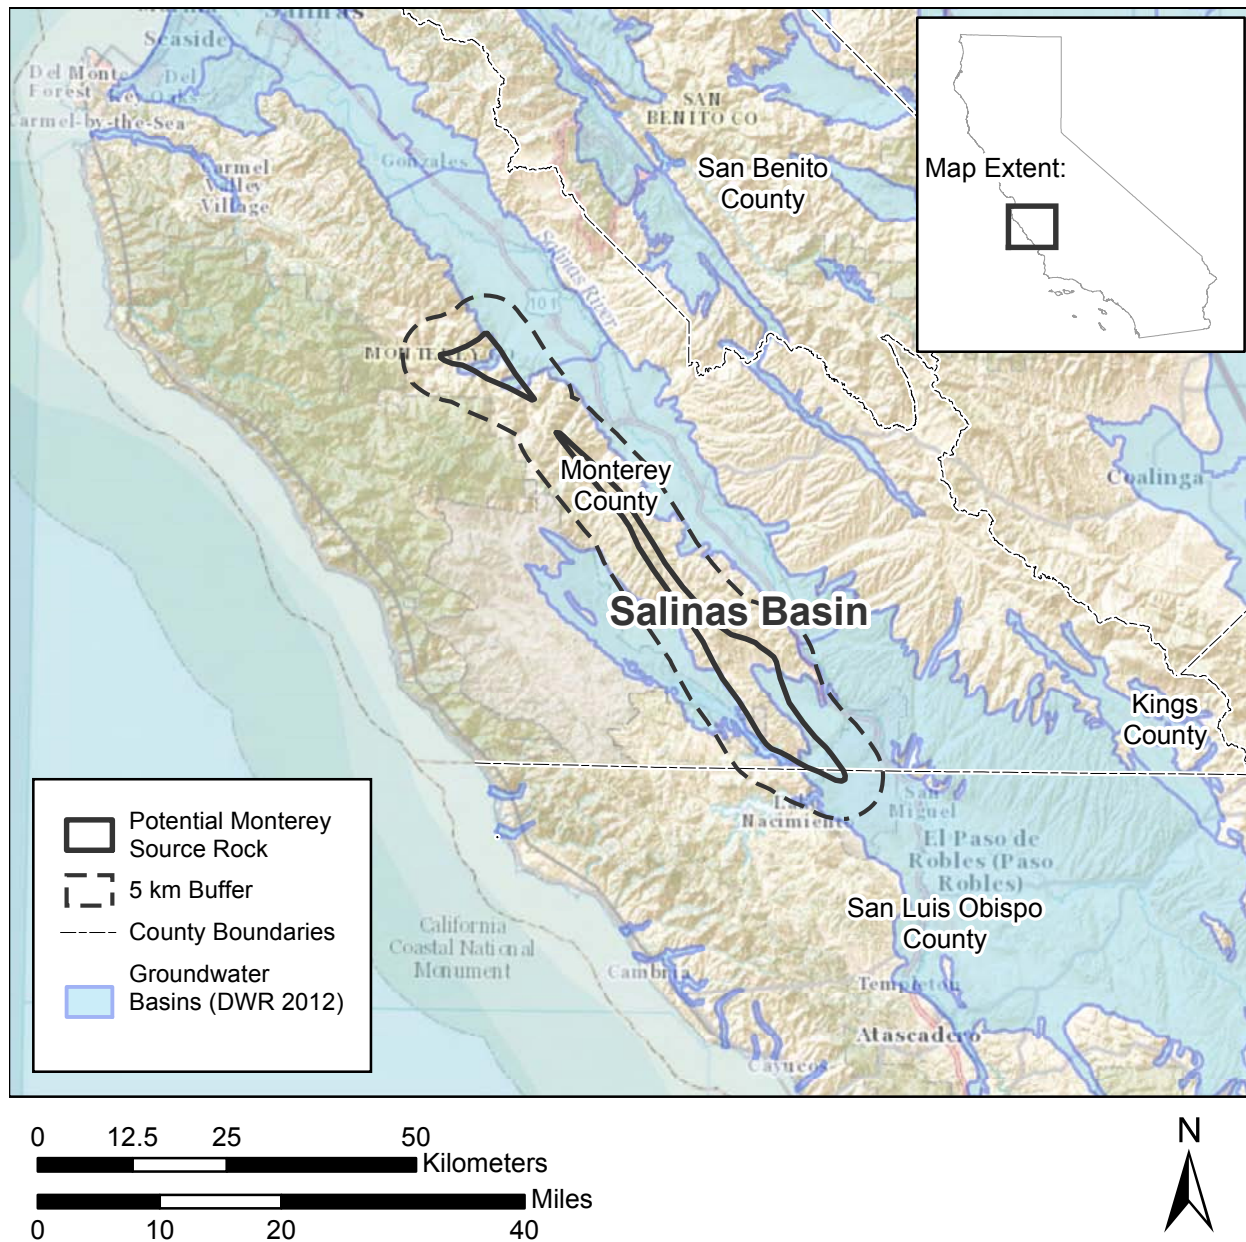 Salinas
Seaside
Del Monte
Forest
Del
Rey Oaks
Carmel-by-the-Sea
Carmel
Valley
Village
Gonzales
SAN
BENITO CO
San Benito
County
Map Extent:
Salinas River
101
MONTEREY CO
Monterey
County
Coalinga
Salinas Basin
Kings
County
San
Miguel
Lake
Nacimiento
El Paso de
Robles (Paso
Robles)
San Luis Obispo
County
California
Coastal National
Monument
Cambria
Templeton
Atascadero
Cayucos
Potential Monterey
Source Rock
5 km Buffer
County Boundaries
Groundwater
Basins (DWR 2012)
0 12.5 25 50
Kilometers
Miles
0 10 20 40
N